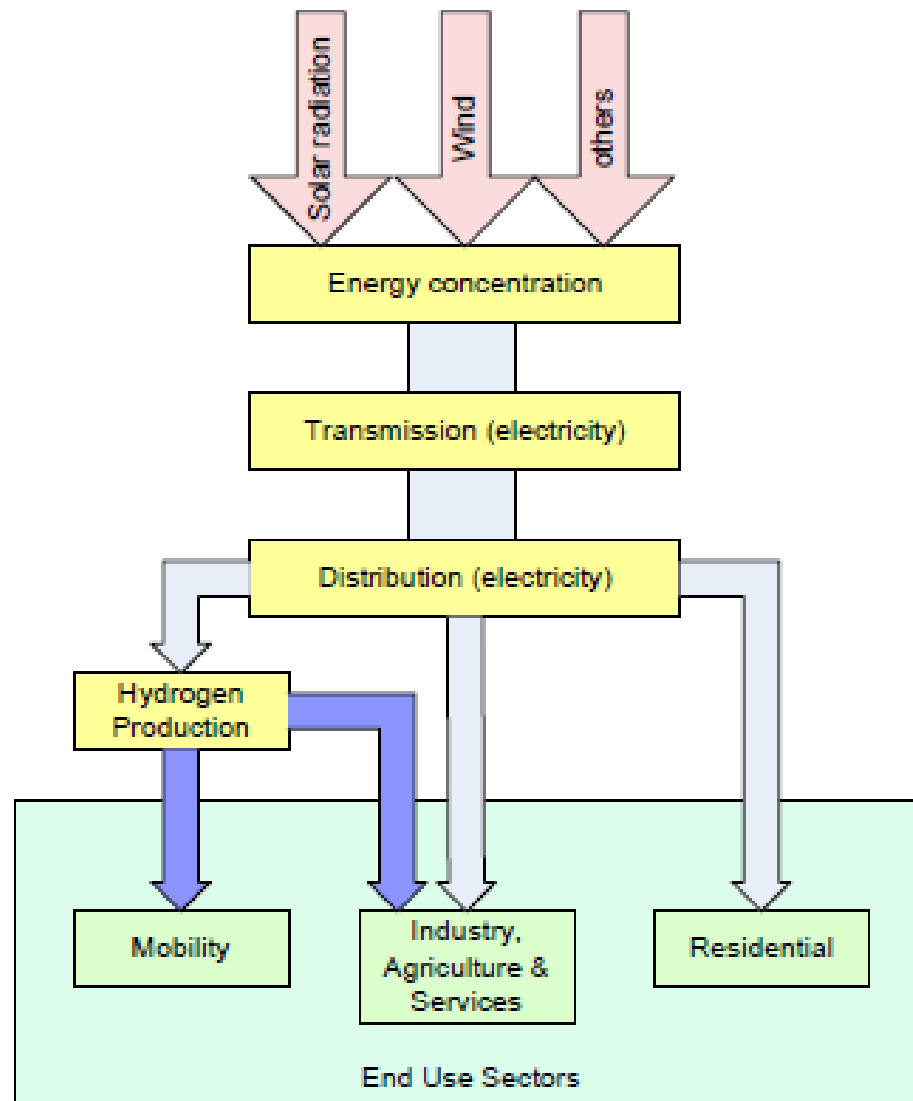 Solar radiation
Wind
others
Energy concentration
Transmission (electricity)
Distribution (electricity)
Hydrogen
Production
Mobility
Industry,
Agriculture &
Services
Residential
End Use Sectors